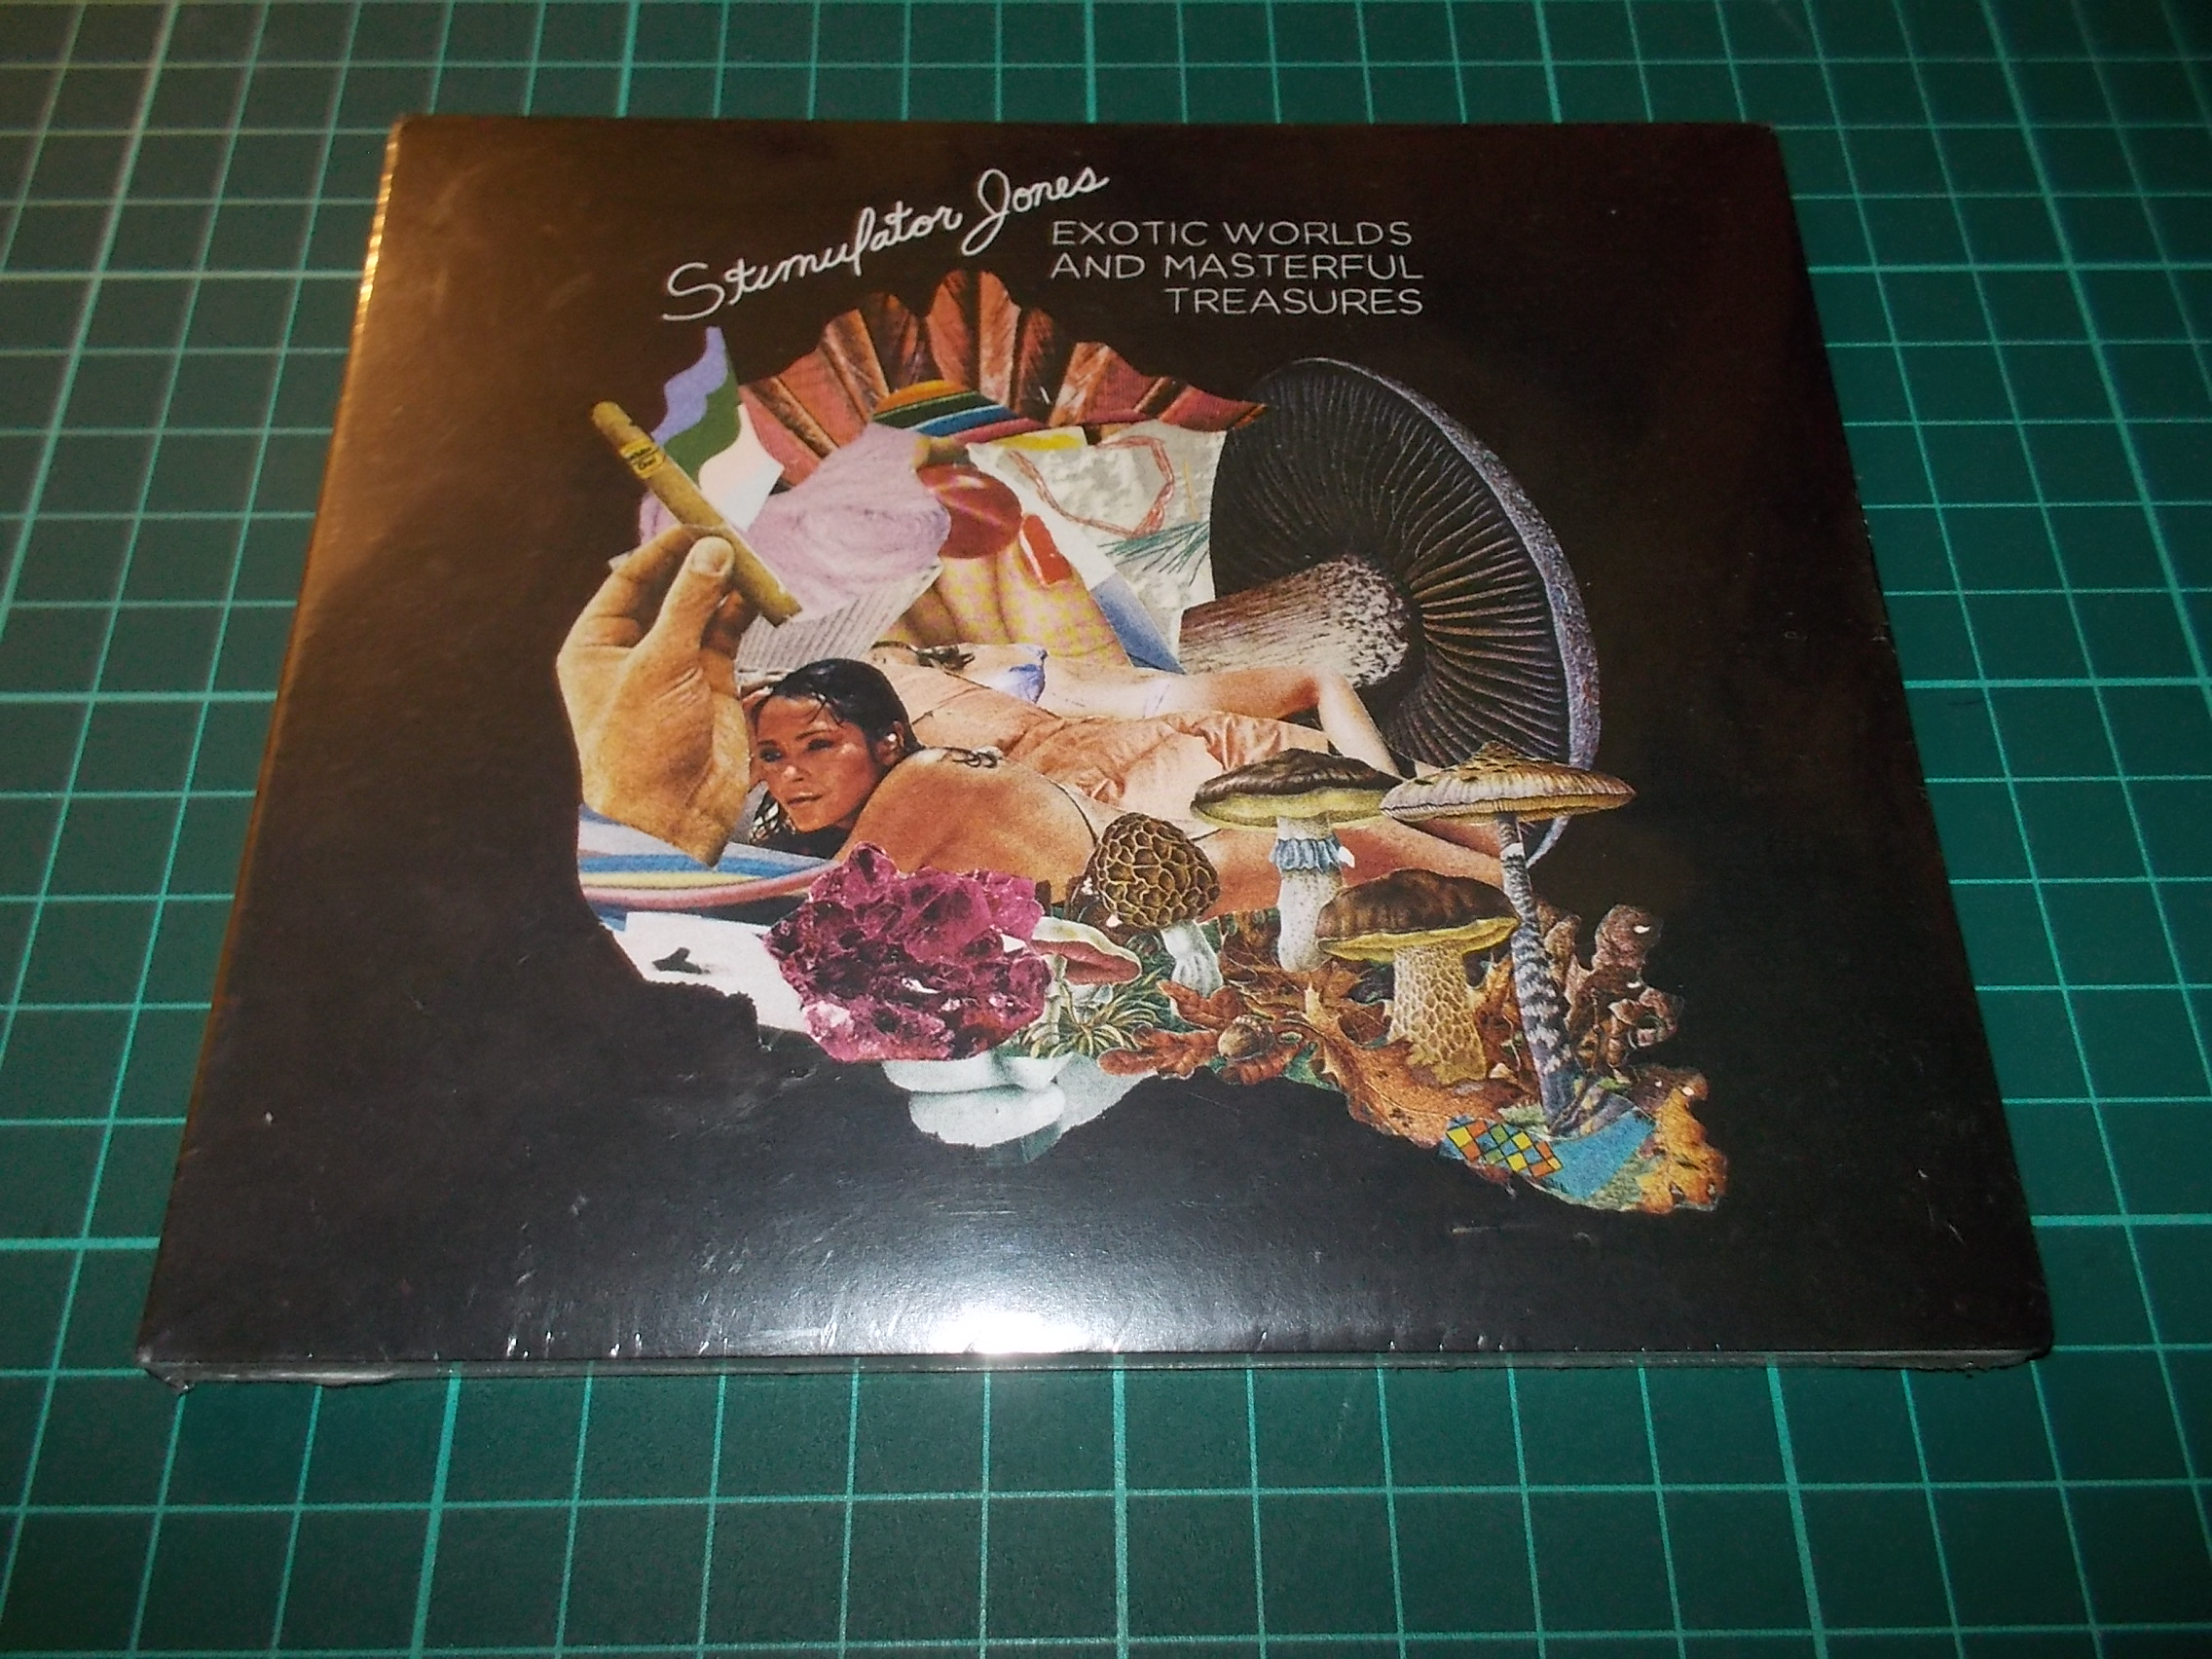 Stimulator Jones
EXOTIC WORLDS
AND MASTERFUL
TREASURES